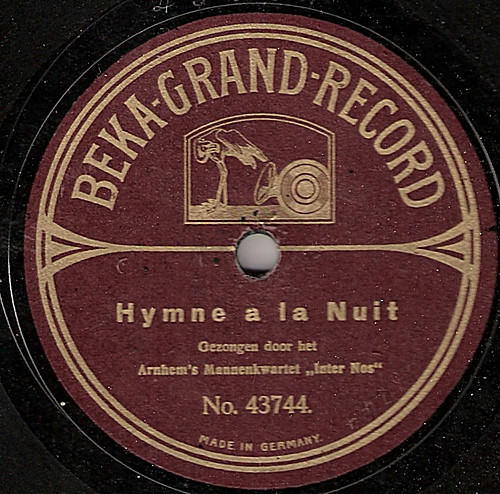 BEKA-GRAND-RECORD
Hymne a la Nuit
Gezongen door het
Arnhem's Mannenkwartet „Inter Nos“
No. 43744.
MADE IN GERMANY.